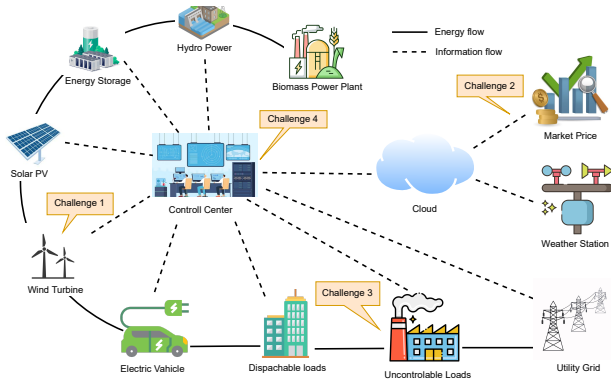 Hydro Power
Energy flow
Information flow
Energy Storage
Biomass Power Plant
Challenge 2
Challenge 4
Market Price
Solar PV
Challenge 1
Controll Center
Cloud
Weather Station
Wind Turbine
Challenge 3
Electric Vehicle
Dispachable loads
Uncontrolable Loads
Utility Grid